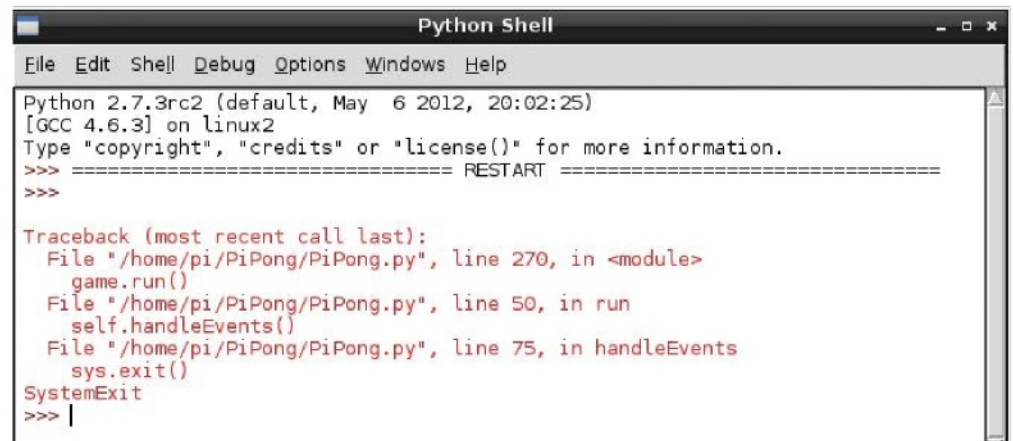 Python Shell
File Edit Shell Debug Options Windows Help
Python 2.7.3rc2 (default, May  6 2012, 20:02:25)
[GCC 4.6.3] on linux2
Type "copyright", "credits" or "license()" for more information.
>>> ================================ RESTART ================================
>>>
Traceback (most recent call last):
  File "/home/pi/PiPong/PiPong.py", line 270, in <module>
    game.run()
  File "/home/pi/PiPong/PiPong.py", line 50, in run
    self.handleEvents()
  File "/home/pi/PiPong/PiPong.py", line 75, in handleEvents
    sys.exit()
SystemExit
>>>